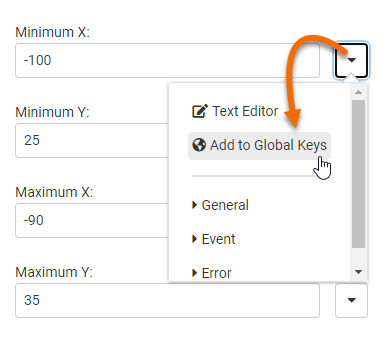 Minimum X:
-100
Text Editor
Minimum Y:
25
Add to Global Keys
Maximum X:
-90
General
Event
Maximum Y:
Error
35